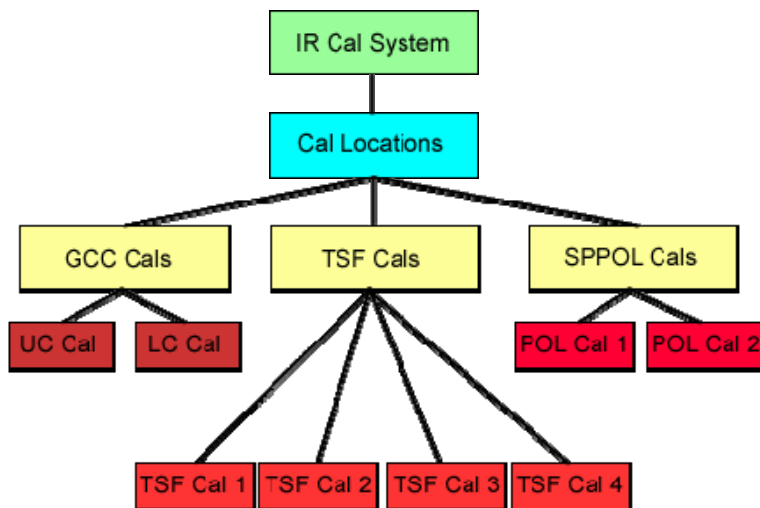 IR Cal System
Cal Locations
GCC Cals
TSF Cals
SPPOL Cals
UC Cal
LC Cal
POL Cal 1
POL Cal 2
TSF Cal 1
TSF Cal 2
TSF Cal 3
TSF Cal 4